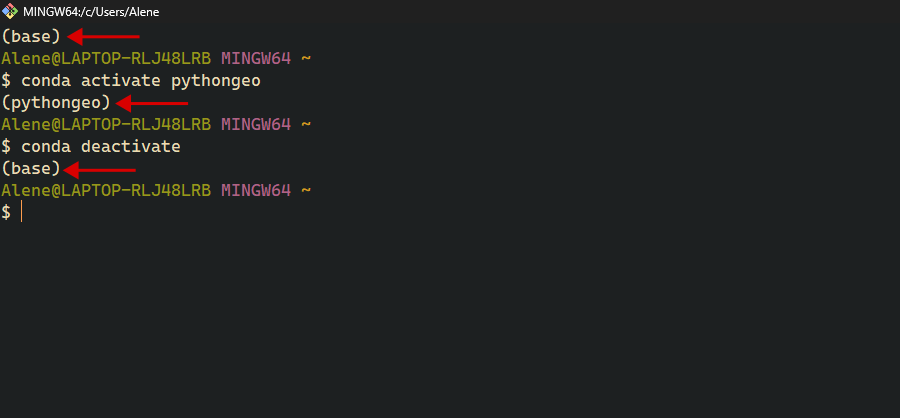 MINGW64:/c/Users/Alene
(base)
Alene@LAPTOP-RLJ48LRB MINGW64 ~
$ conda activate pythongeo
(pythongeo)
Alene@LAPTOP-RLJ48LRB MINGW64 ~
$ conda deactivate
(base)
Alene@LAPTOP-RLJ48LRB MINGW64 ~
$